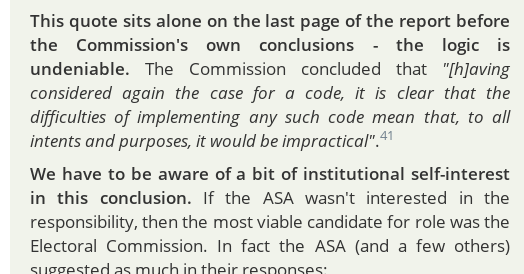 This quote sits alone on the last page of the report before
the Commission's own conclusions - the logic is
undeniable. The Commission concluded that "[h]aving
considered again the case for a code, it is clear that the
difficulties of implementing any such code mean that, to all
intents and purposes, it would be impractical".41
We have to be aware of a bit of institutional self-interest
in this conclusion. If the ASA wasn't interested in the
responsibility, then the most viable candidate for role was the
Electoral Commission. In fact the ASA (and a few others)
suggested as much in their responses: